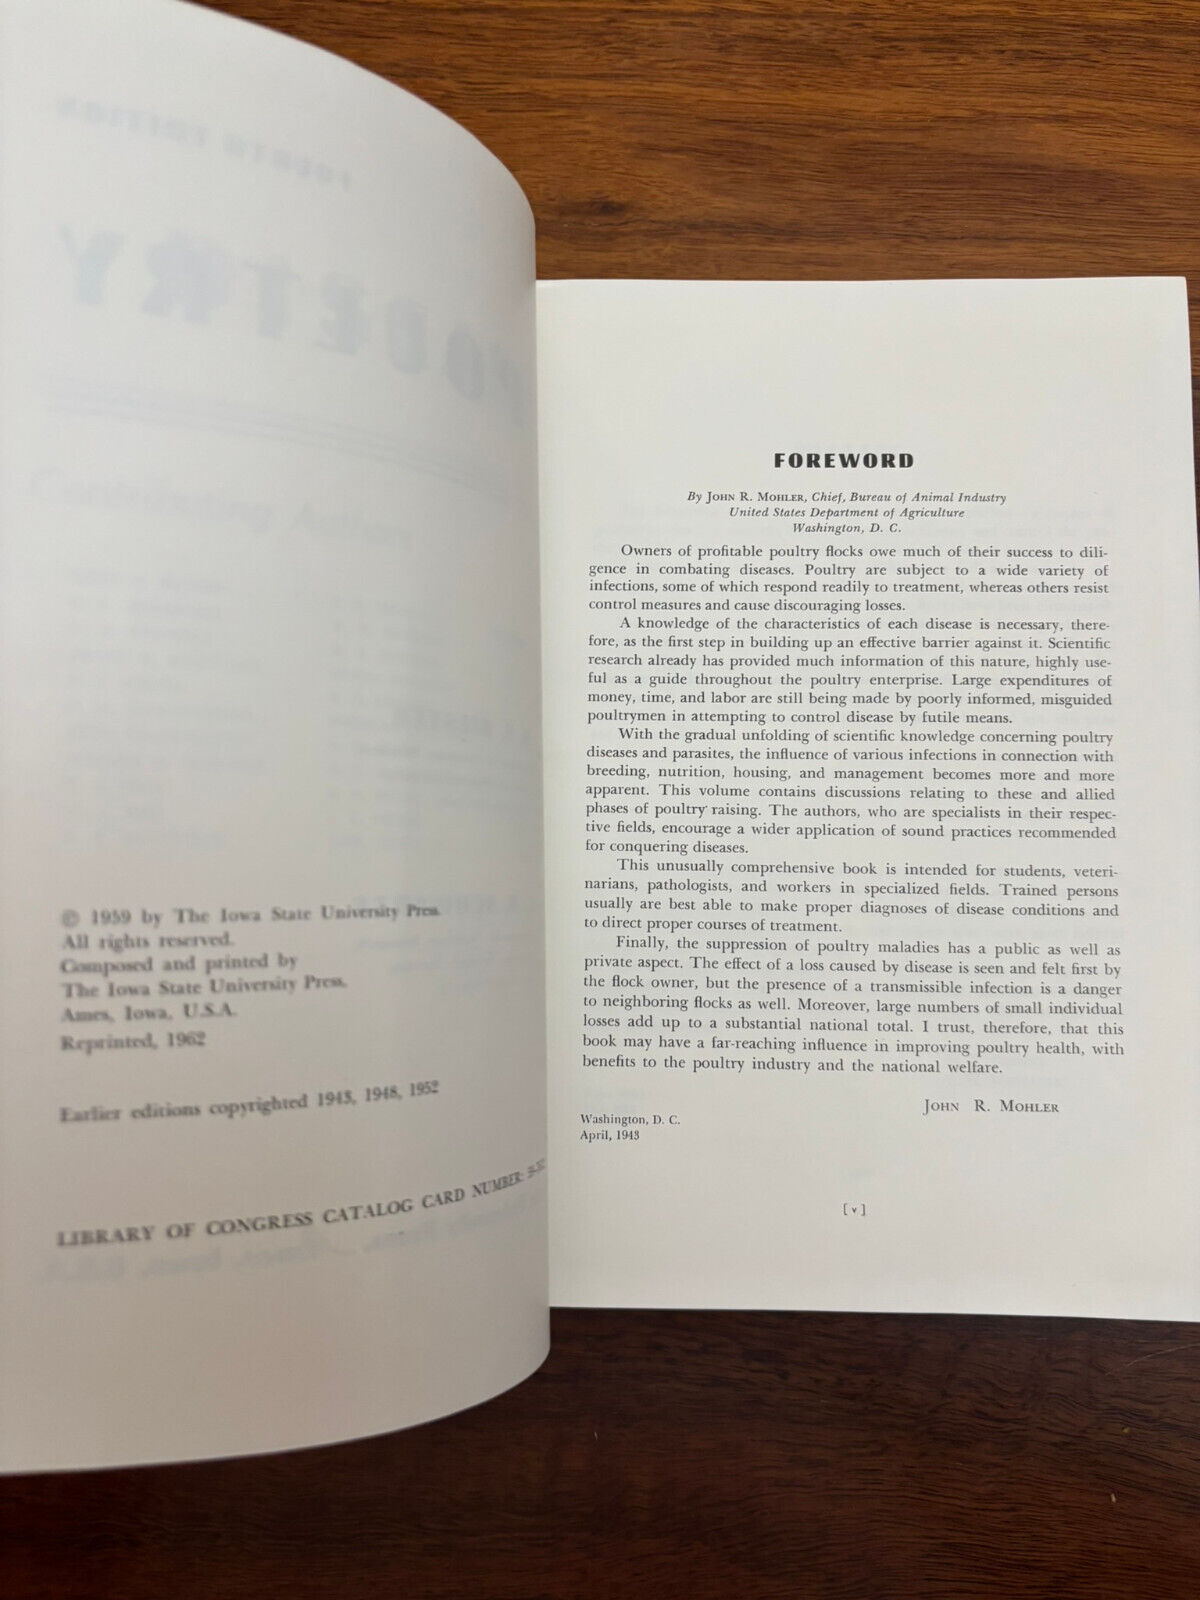 © 1959 by The Iowa State University Press.
All rights reserved.
Composed and printed by
The Iowa State University Press,
Ames, Iowa, U.S.A.
Reprinted, 1962
Earlier editions copyrighted 1943, 1948, 1952
LIBRARY OF CONGRESS CATALOG CARD NUMBER:
FOREWORD
By JOHN R. MOHLER, Chief, Bureau of Animal Industry
United States Department of Agriculture
Washington, D. C.
Owners of profitable poultry flocks owe much of their success to dili-
gence in combating diseases. Poultry are subject to a wide variety of
infections, some of which respond readily to treatment, whereas others resist
control measures and cause discouraging losses.
A knowledge of the characteristics of each disease is necessary, there-
fore, as the first step in building up an effective barrier against it. Scientific
research already has provided much information of this nature, highly use-
ful as a guide throughout the poultry enterprise. Large expenditures of
money, time, and labor are still being made by poorly informed, misguided
poultrymen in attempting to control disease by futile means.
With the gradual unfolding of scientific knowledge concerning poultry
diseases and parasites, the influence of various infections in connection with
breeding, nutrition, housing, and management becomes more and more
apparent. This volume contains discussions relating to these and allied
phases of poultry raising. The authors, who are specialists in their respec-
tive fields, encourage a wider application of sound practices recommended
for conquering diseases.
This unusually comprehensive book is intended for students, veteri-
narians, pathologists, and workers in specialized fields. Trained persons
usually are best able to make proper diagnoses of disease conditions and
to direct proper courses of treatment.
Finally, the suppression of poultry maladies has a public as well as
private aspect. The effect of a loss caused by disease is seen and felt first by
the flock owner, but the presence of a transmissible infection is a danger
to neighboring flocks as well. Moreover, large numbers of small individual
losses add up to a substantial national total. I trust, therefore, that this
book may have a far-reaching influence in improving poultry health, with
benefits to the poultry industry and the national welfare.
JOHN R. MOHLER
Washington, D. C.
April, 1943
[ v ]